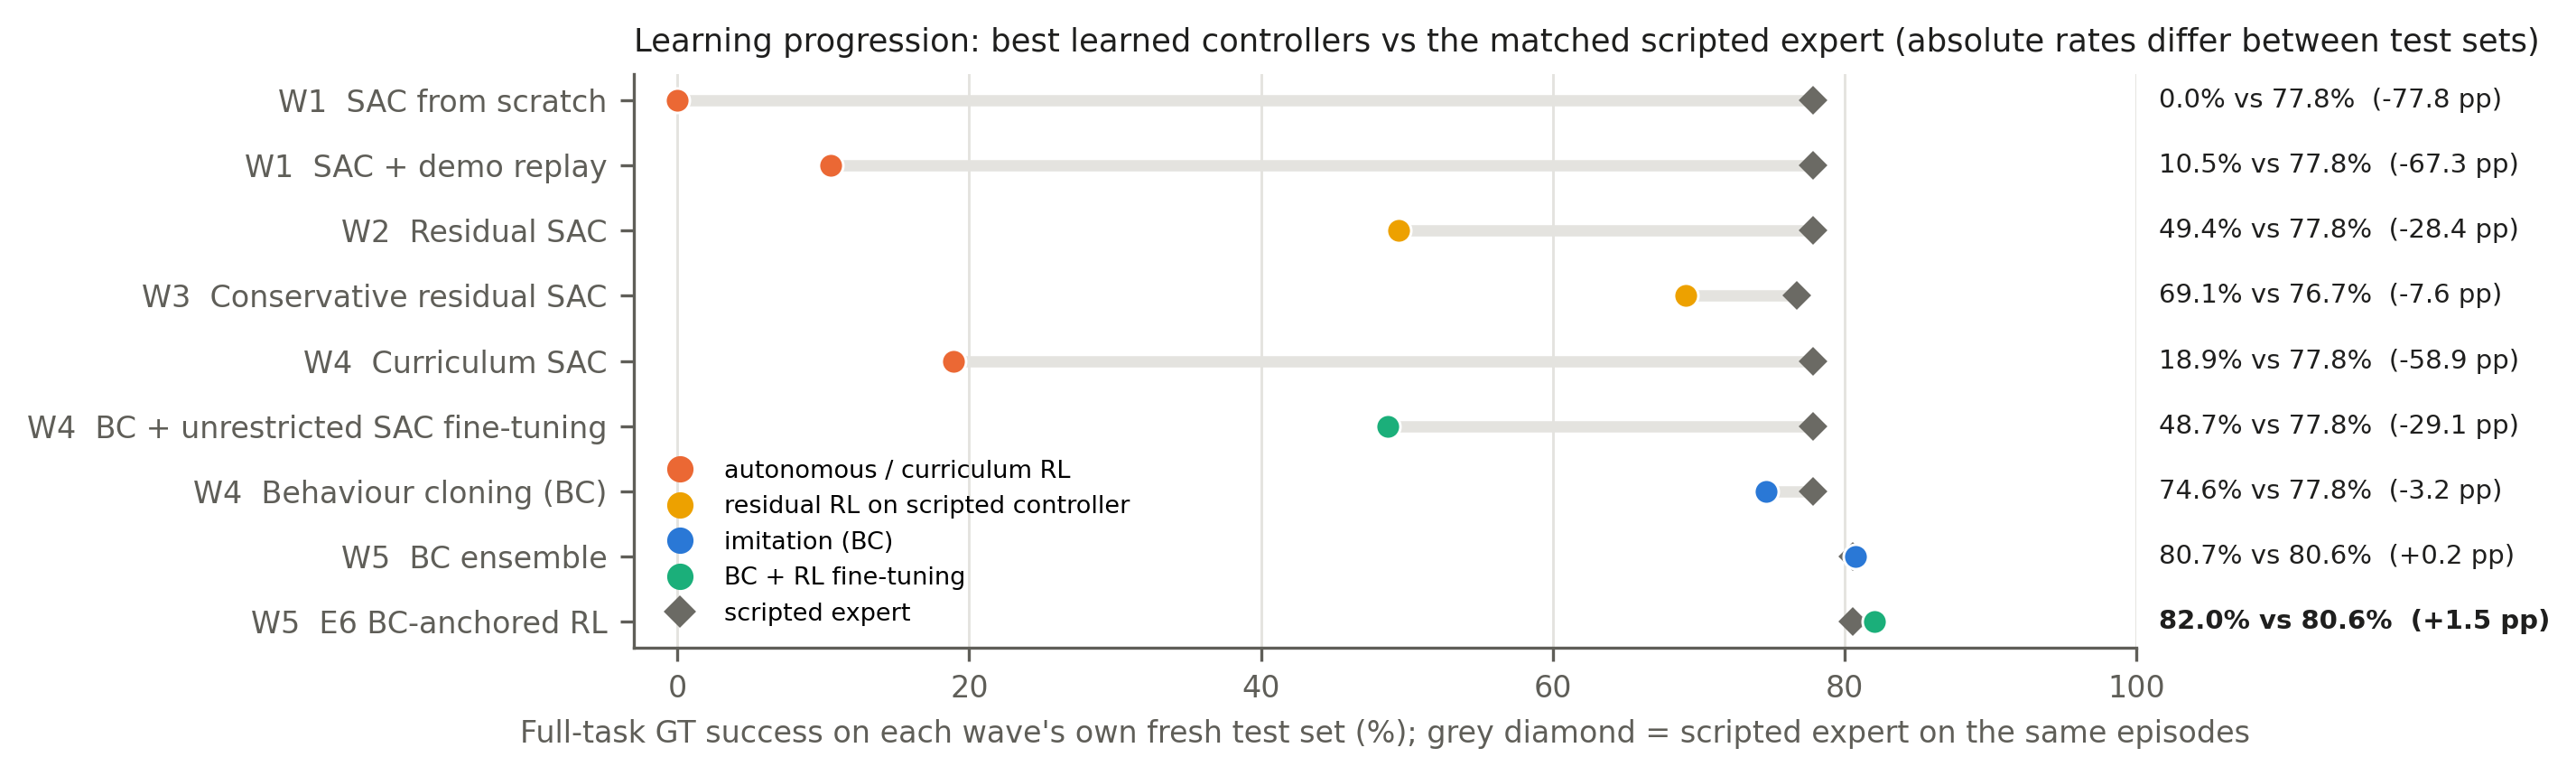 Learning progression: best learned controllers vs the matched scripted expert (absolute rates differ between test sets)
W1 SAC from scratch 0.0% vs 77.8% (-77.8 pp)
W1 SAC + demo replay 10.5% vs 77.8% (-67.3 pp)
W2 Residual SAC 49.4% vs 77.8% (-28.4 pp)
W3 Conservative residual SAC 69.1% vs 76.7% (-7.6 pp)
W4 Curriculum SAC 18.9% vs 77.8% (-58.9 pp)
W4 BC + unrestricted SAC fine-tuning 48.7% vs 77.8% (-29.1 pp)
W4 Behaviour cloning (BC) 74.6% vs 77.8% (-3.2 pp)
W5 BC ensemble 80.7% vs 80.6% (+0.2 pp)
W5 E6 BC-anchored RL 82.0% vs 80.6% (+1.5 pp)
autonomous / curriculum RL
residual RL on scripted controller
imitation (BC)
BC + RL fine-tuning
scripted expert
0 20 40 60 80 100
Full-task GT success on each wave's own fresh test set (%); grey diamond = scripted expert on the same episodes